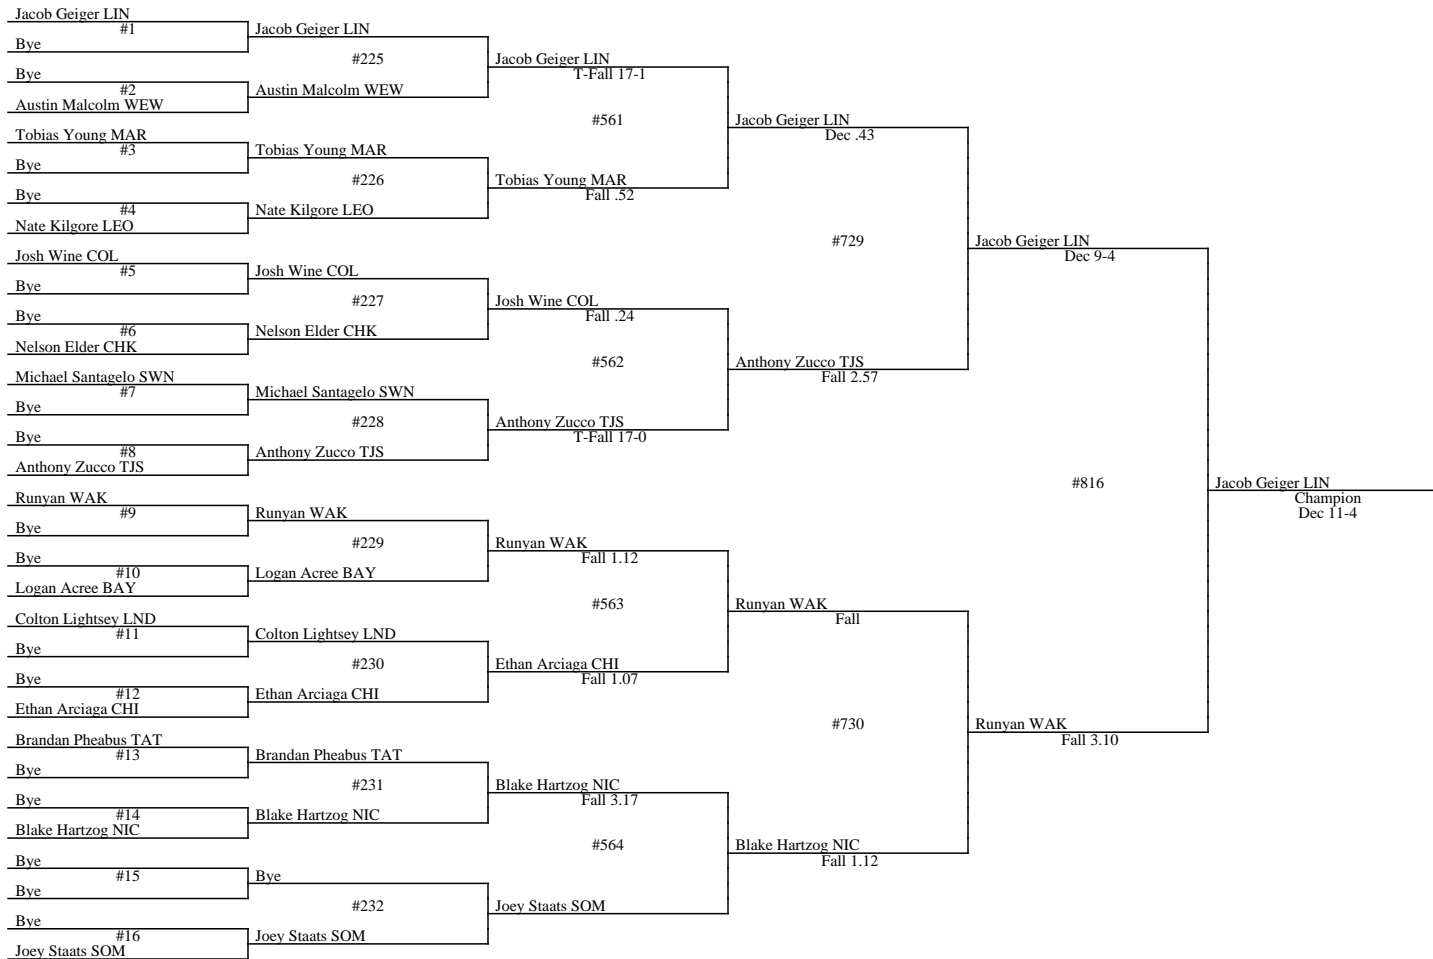 Jacob Geiger LIN
#1
Bye
Bye
#2
Austin Malcolm WEW
Tobias Young MAR
#3
Bye
Bye
#4
Nate Kilgore LEO
Josh Wine COL
#5
Bye
Bye
#6
Nelson Elder CHK
Michael Santagelo SWN
#7
Bye
Bye
#8
Anthony Zucco TJS
Runyan WAK
#9
Bye
Bye
#10
Logan Acree BAY
Colton Lightsey LND
#11
Bye
Bye
#12
Ethan Arciaga CHI
Brandan Pheabus TAT
#13
Bye
Bye
#14
Blake Hartzog NIC
Bye
#15
Bye
Bye
#16
Joey Staats SOM
Jacob Geiger LIN
#225
Austin Malcolm WEW
Tobias Young MAR
#226
Nate Kilgore LEO
Josh Wine COL
#227
Nelson Elder CHK
Michael Santagelo SWN
#228
Anthony Zucco TJS
Runyan WAK
#229
Logan Acree BAY
Colton Lightsey LND
#230
Ethan Arciaga CHI
Brandan Pheabus TAT
#231
Blake Hartzog NIC
Bye
#232
Joey Staats SOM
Jacob Geiger LIN
T-Fall 17-1
#561
Tobias Young MAR
Fall .52
Josh Wine COL
Fall .24
#562
Anthony Zucco TJS
T-Fall 17-0
Runyan WAK
Fall 1.12
#563
Ethan Arciaga CHI
Fall 1.07
Blake Hartzog NIC
Fall 3.17
#564
Joey Staats SOM
Jacob Geiger LIN
Dec .43
#729
Anthony Zucco TJS
Fall 2.57
Runyan WAK
Fall
#730
Blake Hartzog NIC
Fall 1.12
Jacob Geiger LIN
Dec 9-4
#816
Runyan WAK
Fall 3.10
Jacob Geiger LIN
Champion
Dec 11-4